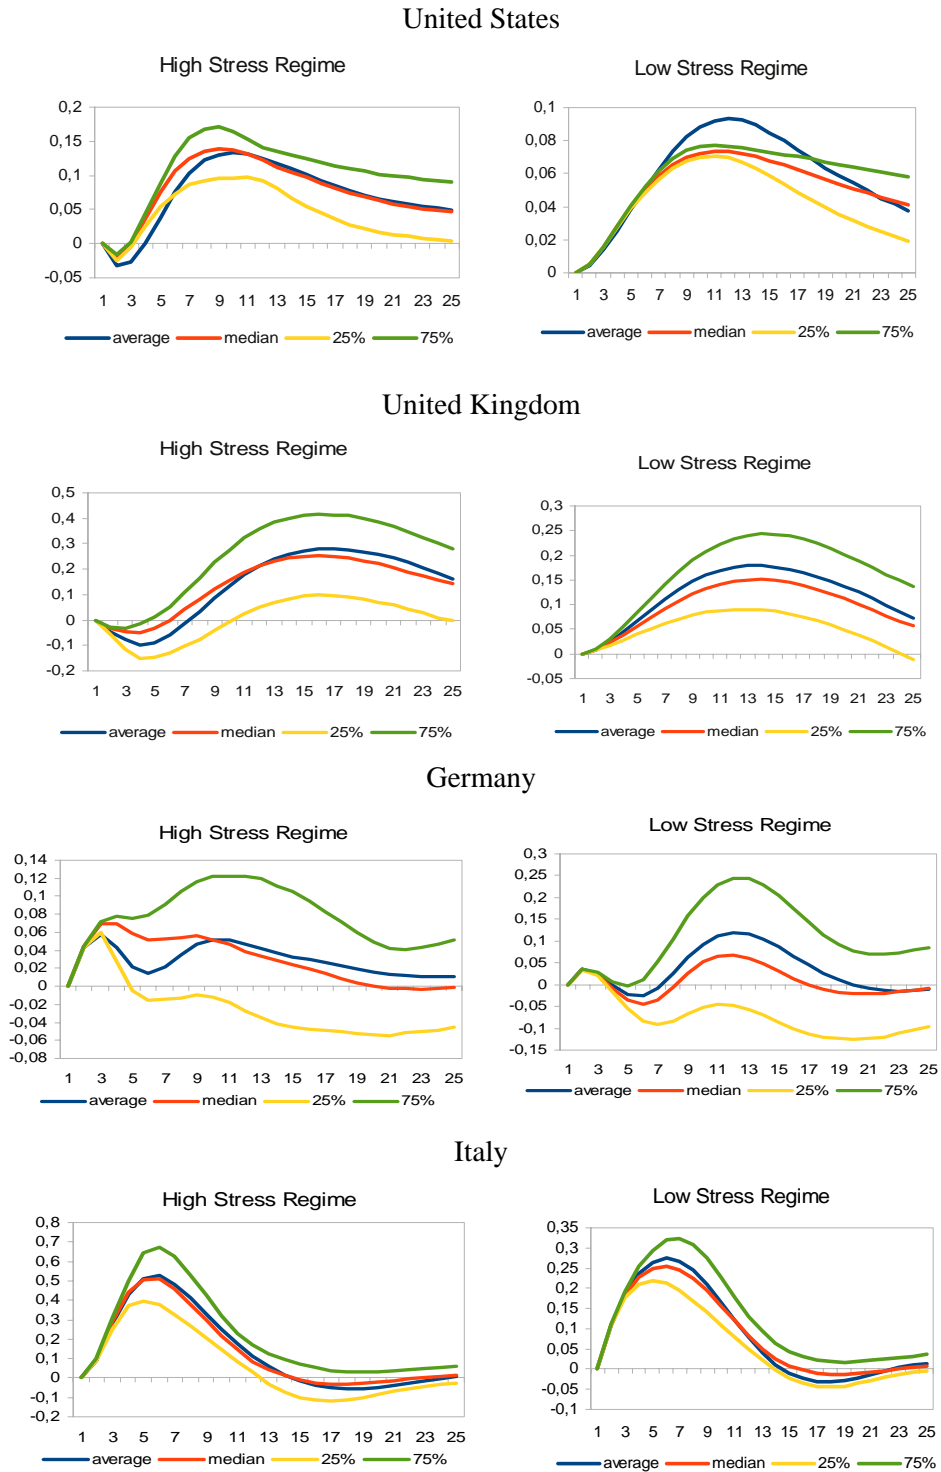 United States
High Stress Regime
Low Stress Regime
0,2
0,15
0,1
0,05
0
-0,05
1 3 5 7 9 11 13 15 17 19 21 23 25
average median 25% 75%
0,1
0,08
0,06
0,04
0,02
0
1 3 5 7 9 11 13 15 17 19 21 23 25
average median 25% 75%
United Kingdom
High Stress Regime
Low Stress Regime
0,5
0,4
0,3
0,2
0,1
0
-0,1
-0,2
1 3 5 7 9 11 13 15 17 19 21 23 25
average median 25% 75%
0,3
0,25
0,2
0,15
0,1
0,05
0
-0,05
1 3 5 7 9 11 13 15 17 19 21 23 25
average median 25% 75%
Germany
High Stress Regime
Low Stress Regime
0,14
0,12
0,1
0,08
0,06
0,04
0,02
0
-0,02
-0,04
-0,06
-0,08
1 3 5 7 9 11 13 15 17 19 21 23 25
average median 25% 75%
0,3
0,25
0,2
0,15
0,1
0,05
0
-0,05
-0,1
-0,15
1 3 5 7 9 11 13 15 17 19 21 23 25
average median 25% 75%
Italy
High Stress Regime
Low Stress Regime
0,8
0,7
0,6
0,5
0,4
0,3
0,2
0,1
0
-0,1
-0,2
1 3 5 7 9 11 13 15 17 19 21 23 25
average median 25% 75%
0,35
0,3
0,25
0,2
0,15
0,1
0,05
0
-0,05
-0,1
1 3 5 7 9 11 13 15 17 19 21 23 25
average median 25% 75%